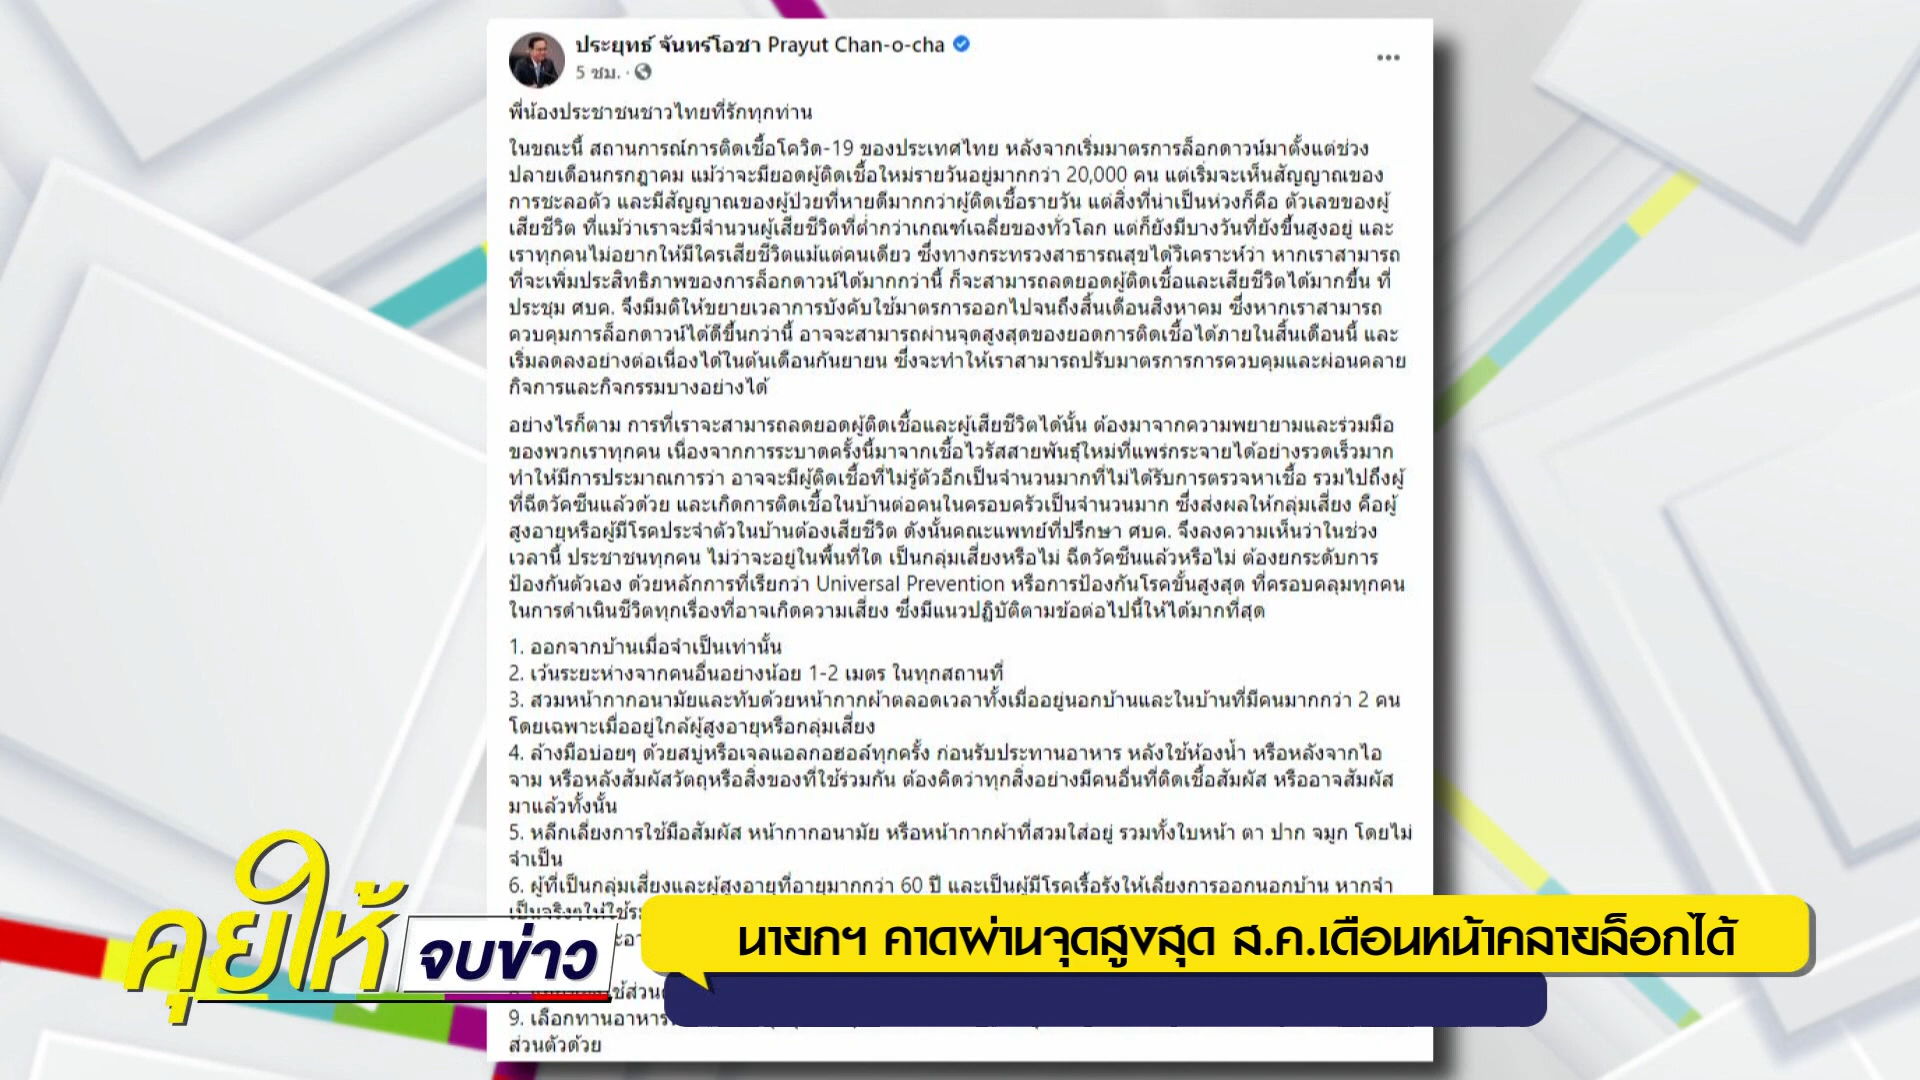 ประยุทธ์ จันทร์โอชา Prayut Chan-o-cha
5 ชม. ·
พี่น้องประชาชนชาวไทยที่รักทุกท่าน
ในขณะนี้ สถานการณ์การติดเชื้อโควิด-19 ของประเทศไทย หลังจากเริ่มมาตรการล็อกดาวน์มาตั้งแต่ช่วง
ปลายเดือนกรกฎาคม แม้ว่าจะมียอดผู้ติดเชื้อใหม่รายวันอยู่มากกว่า 20,000 คน แต่เริ่มจะเห็นสัญญาณของ
การชะลอตัว และมีสัญญาณของผู้ป่วยที่หายดีมากกว่าผู้ติดเชื้อรายวัน แต่สิ่งที่น่าเป็นห่วงก็คือ ตัวเลขของผู้
เสียชีวิต ที่แม้ว่าเราจะมีจำนวนผู้เสียชีวิตที่ต่ำกว่าเกณฑ์เฉลี่ยของทั่วโลก แต่ก็ยังมีบางวันที่ยังขึ้นสูงอยู่ และ
เราทุกคนไม่อยากให้มีใครเสียชีวิตแม้แต่คนเดียว ซึ่งทางกระทรวงสาธารณสุขได้วิเคราะห์ว่า หากเราสามารถ
ที่จะเพิ่มประสิทธิภาพของการล็อกดาวน์ได้มากกว่านี้ ก็จะสามารถลดยอดผู้ติดเชื้อและเสียชีวิตได้มากขึ้น ที่
ประชุม ศบค. จึงมีมติให้ขยายเวลาการบังคับใช้มาตรการออกไปจนถึงสิ้นเดือนสิงหาคม ซึ่งหากเราสามารถ
ควบคุมการล็อกดาวน์ได้ดีขึ้นกว่านี้ อาจจะสามารถผ่านจุดสูงสุดของยอดการติดเชื้อได้ภายในสิ้นเดือนนี้ และ
เริ่มลดลงอย่างต่อเนื่องได้ในต้นเดือนกันยายน ซึ่งจะทำให้เราสามารถปรับมาตรการการควบคุมและผ่อนคลาย
กิจการและกิจกรรมบางอย่างได้
อย่างไรก็ตาม การที่เราจะสามารถลดยอดผู้ติดเชื้อและผู้เสียชีวิตได้นั้น ต้องมาจากความพยายามและร่วมมือ
ของพวกเราทุกคน เนื่องจากการระบาดครั้งนี้มาจากเชื้อไวรัสสายพันธุ์ใหม่ที่แพร่กระจายได้อย่างรวดเร็วมาก
ทำให้มีการประมาณการว่า อาจจะมีผู้ติดเชื้อที่ไม่รู้ตัวอีกเป็นจำนวนมากที่ไม่ได้รับการตรวจหาเชื้อ รวมไปถึงผู้
ที่ฉีดวัคซีนแล้วด้วย และเกิดการติดเชื้อในบ้านต่อคนในครอบครัวเป็นจำนวนมาก ซึ่งส่งผลให้กลุ่มเสี่ยง คือผู้
สูงอายุหรือผู้มีโรคประจำตัวในบ้านต้องเสียชีวิต ดังนั้นคณะแพทย์ที่ปรึกษา ศบค. จึงลงความเห็นว่าในช่วง
เวลานี้ ประชาชนทุกคน ไม่ว่าจะอยู่ในพื้นที่ใด เป็นกลุ่มเสี่ยงหรือไม่ ฉีดวัคซีนแล้วหรือไม่ ต้องยกระดับการ
ป้องกันตัวเอง ด้วยหลักการที่เรียกว่า Universal Prevention หรือการป้องกันโรคขั้นสูงสุด ที่ครอบคลุมทุกคน
ในการดำเนินชีวิตทุกเรื่องที่อาจเกิดความเสี่ยง ซึ่งมีแนวปฏิบัติตามข้อต่อไปนี้ให้ได้มากที่สุด
1. ออกจากบ้านเมื่อจำเป็นเท่านั้น
2. เว้นระยะห่างจากคนอื่นอย่างน้อย 1-2 เมตร ในทุกสถานที่
3. สวมหน้ากากอนามัยและทับด้วยหน้ากากผ้าตลอดเวลาทั้งเมื่ออยู่นอกบ้านและในบ้านที่มีคนมากกว่า 2 คน
โดยเฉพาะเมื่ออยู่ใกล้ผู้สูงอายุหรือกลุ่มเสี่ยง
4. ล้างมือบ่อยๆ ด้วยสบู่หรือเจลแอลกอฮอล์ทุกครั้ง ก่อนรับประทานอาหาร หลังใช้ห้องน้ำ หรือหลังจากไอ
จาม หรือหลังสัมผัสวัตถุหรือสิ่งของที่ใช้ร่วมกัน ต้องคิดว่าทุกสิ่งอย่างมีคนอื่นที่ติดเชื้อสัมผัส หรืออาจสัมผัส
มาแล้วทั้งนั้น
5. หลีกเลี่ยงการใช้มือสัมผัส หน้ากากอนามัย หรือหน้ากากผ้าที่สวมใส่อยู่ รวมทั้งใบหน้า ตา ปาก จมูก โดยไม่
จำเป็น
6. ผู้ที่เป็นกลุ่มเสี่ยงและผู้สูงอายุที่อายุมากกว่า 60 ปี และเป็นผู้มีโรคเรื้อรังให้เลี่ยงการออกนอกบ้าน หากจำ
เป็นจริงๆให้ใช้
9. เลือกทานอาหาร
ส่วนตัวด้วย
คุยให้
จบข่าว
นายกฯ คาดผ่านจุดสูงสุด ส.ค.เดือนหน้าคลายล็อกได้